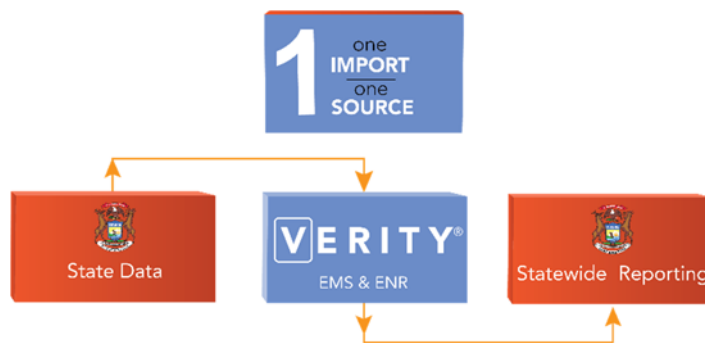 1
one
IMPORT
one
SOURCE
State Data
VERITY®
EMS & ENR
Statewide Reporting